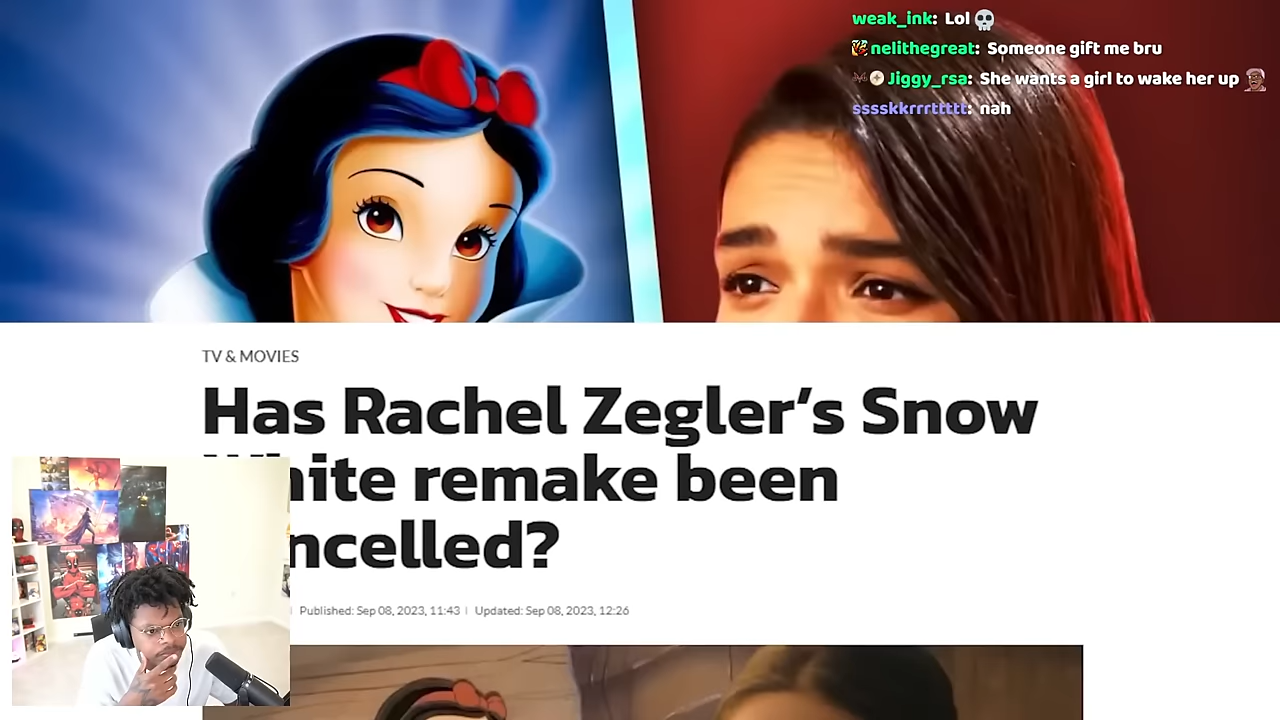 weak_ink: Lol
nelithegreat: Someone gift me bru
Jiggy_rsa: She wants a girl to wake her up
sssskkrrrttttt: nah
TV & MOVIES
Has Rachel Zegler’s Snow
White remake been
ncelled?
Published: Sep 08, 2023, 11:43 | Updated: Sep 08, 2023, 12:26